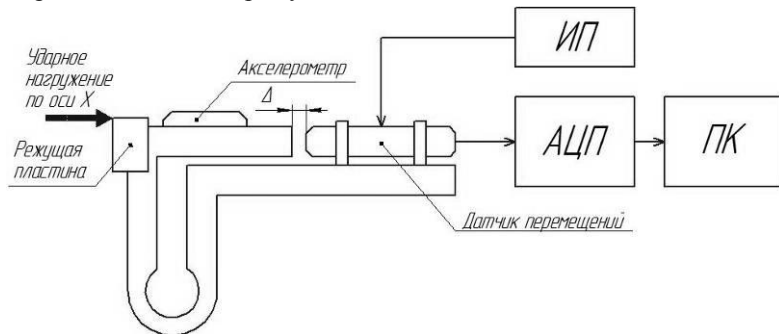 Ударное
нагружение
по оси X
Акселерометр
Δ
ИП
Режущая
пластина
АЦП
ПК
Датчик перемещений